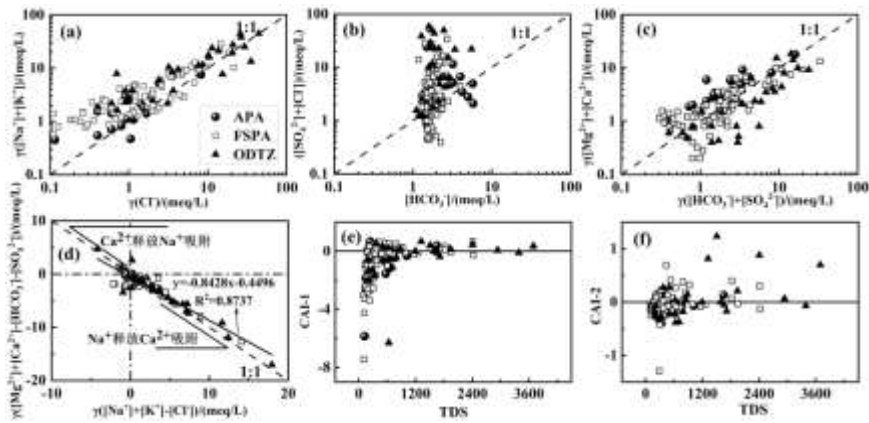 (a)
1:1
γ([Na⁺]+[K⁺])/(meq/L)
100
10
1
0.1
0.1
1
10
100
γ(Cl⁻)/(meq/L)
APA
FSPA
ODTZ
(b)
1:1
([SO₄²⁻]+[Cl⁻])/(meq/L)
100
10
1
0.1
0.1
1
10
100
[HCO₃⁻]/(meq/L)
(c)
1:1
γ([Mg²⁺]+[Ca²⁺])/(meq/L)
100
10
1
0.1
0.1
1
10
100
γ([HCO₃⁻]+[SO₄²⁻])/(meq/L)
(d)
γ([Mg²⁺]+[Ca²⁺]-[HCO₃⁻]-[SO₄²⁻])/(meq/L)
10
0
-10
-20
Ca²⁺释放Na⁺吸附
y=-0.8428x-0.4496
R²=0.8737
Na⁺释放Ca²⁺吸附
1:1
-10
0
10
20
γ([Na⁺]+[K⁺]-[Cl⁻])/(meq/L)
(e)
CAI-1
0
-4
-8
0
1200
2400
3600
TDS
(f)
CAI-2
1
0
-1
0
1200
2400
3600
TDS